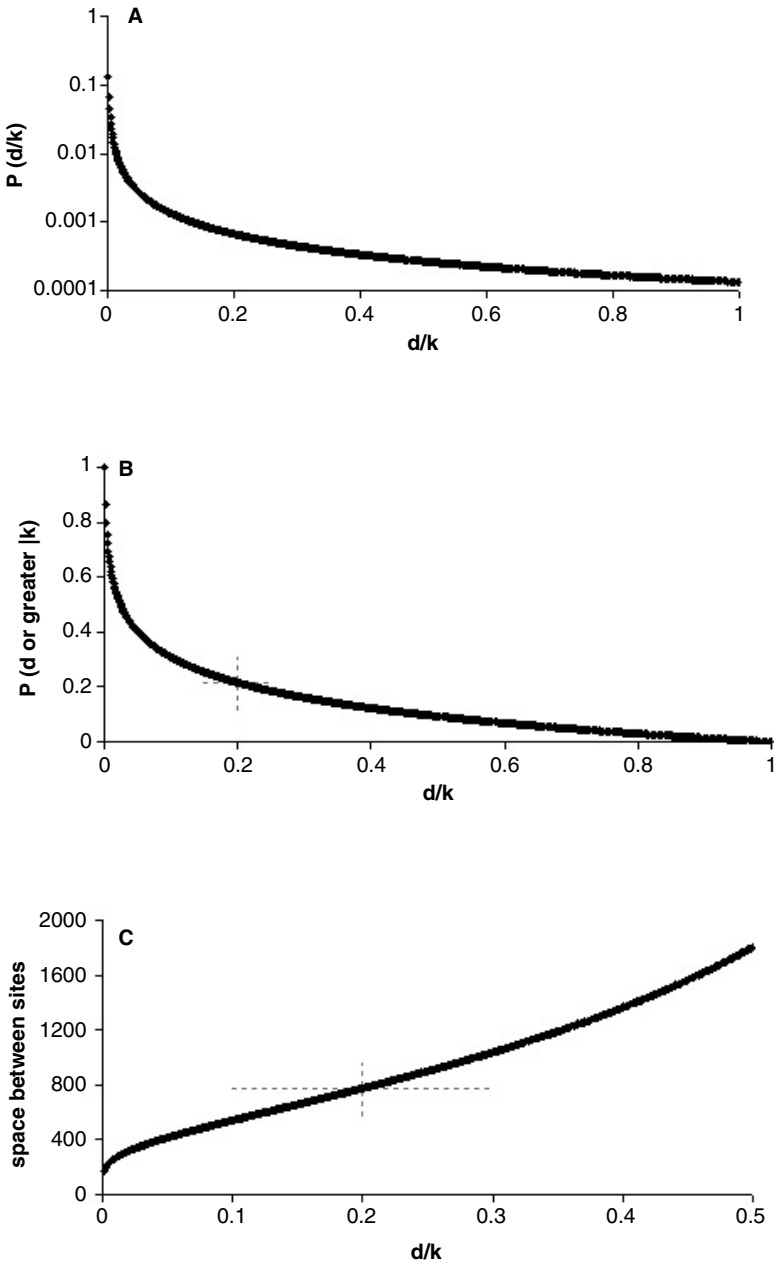 A
1
0.1
0.01
0.001
0.0001
P (d/k)
0 0.2 0.4 0.6 0.8 1
d/k
B
1
0.8
0.6
0.4
0.2
0
P (d or greater |k)
0 0.2 0.4 0.6 0.8 1
d/k
C
2000
1600
1200
800
400
0
space between sites
0 0.1 0.2 0.3 0.4 0.5
d/k